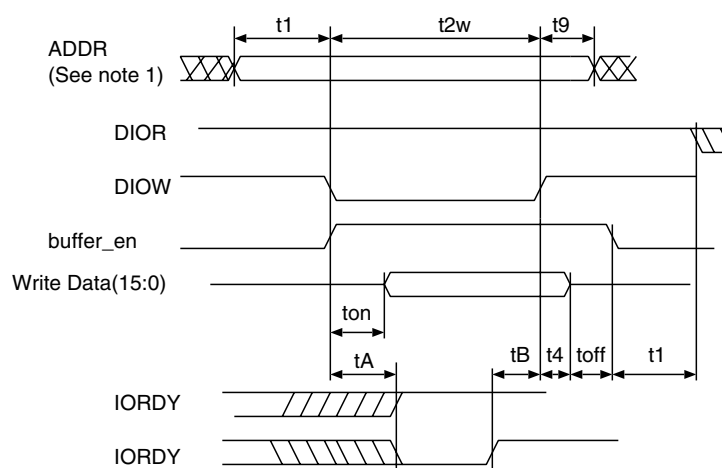 t1 t2w t9
ADDR
(See note 1)
DIOR
DIOW
buffer_en
Write Data(15:0)
ton
tA tB t4 toff t1
IORDY
IORDY